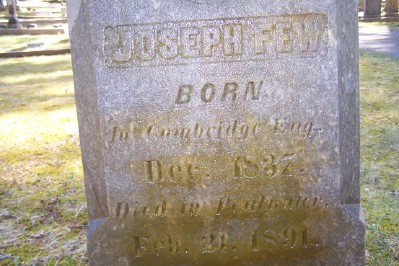 JOSEPH FEW
BORN
In Cambridge Eng.
Dec. 1837.
Died in
Feb. 21, 1891.